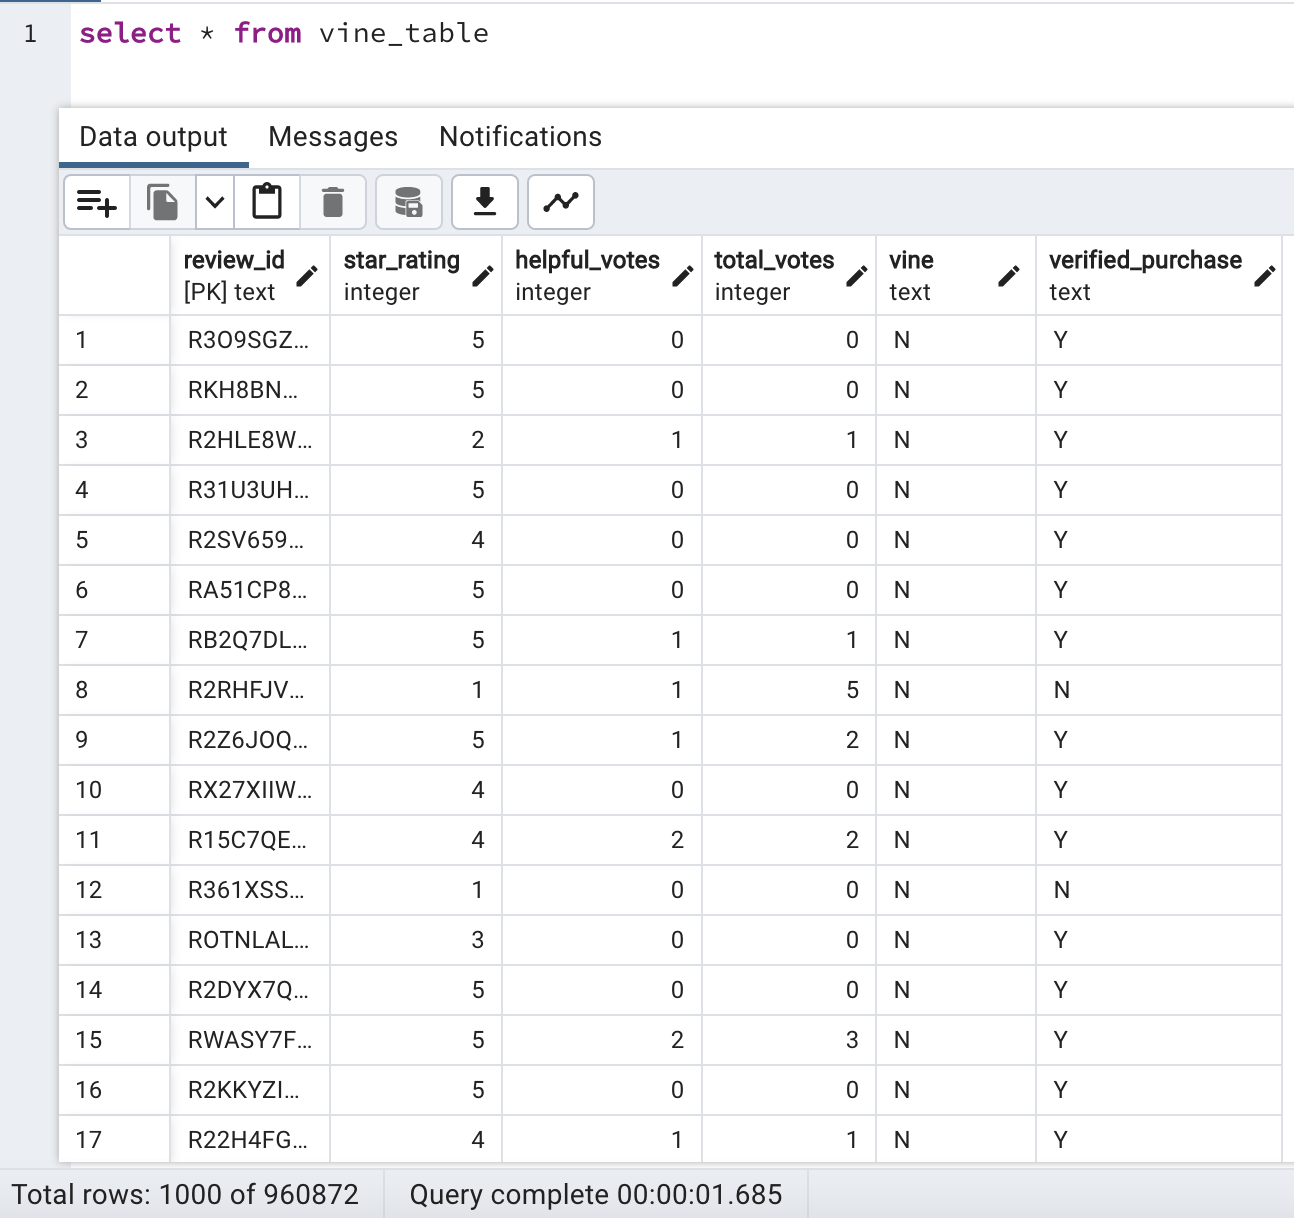 1 select * from vine_table
Data output Messages Notifications
review_id star_rating helpful_votes total_votes vine verified_purchase
[PK] text integer integer integer text text
1 R3O9SGZ... 5 0 0 N Y
2 RKH8BN... 5 0 0 N Y
3 R2HLE8W... 2 1 1 N Y
4 R31U3UH... 5 0 0 N Y
5 R2SV659... 4 0 0 N Y
6 RA51CP8... 5 0 0 N Y
7 RB2Q7DL... 5 1 1 N Y
8 R2RHFJV... 1 1 5 N N
9 R2Z6JOQ... 5 1 2 N Y
10 RX27XIIW... 4 0 0 N Y
11 R15C7QE... 4 2 2 N Y
12 R361XSS... 1 0 0 N N
13 ROTNLAL... 3 0 0 N Y
14 R2DYX7Q... 5 0 0 N Y
15 RWASY7F... 5 2 3 N Y
16 R2KKYZI... 5 0 0 N Y
17 R22H4FG... 4 1 1 N Y
Total rows: 1000 of 960872 Query complete 00:00:01.685